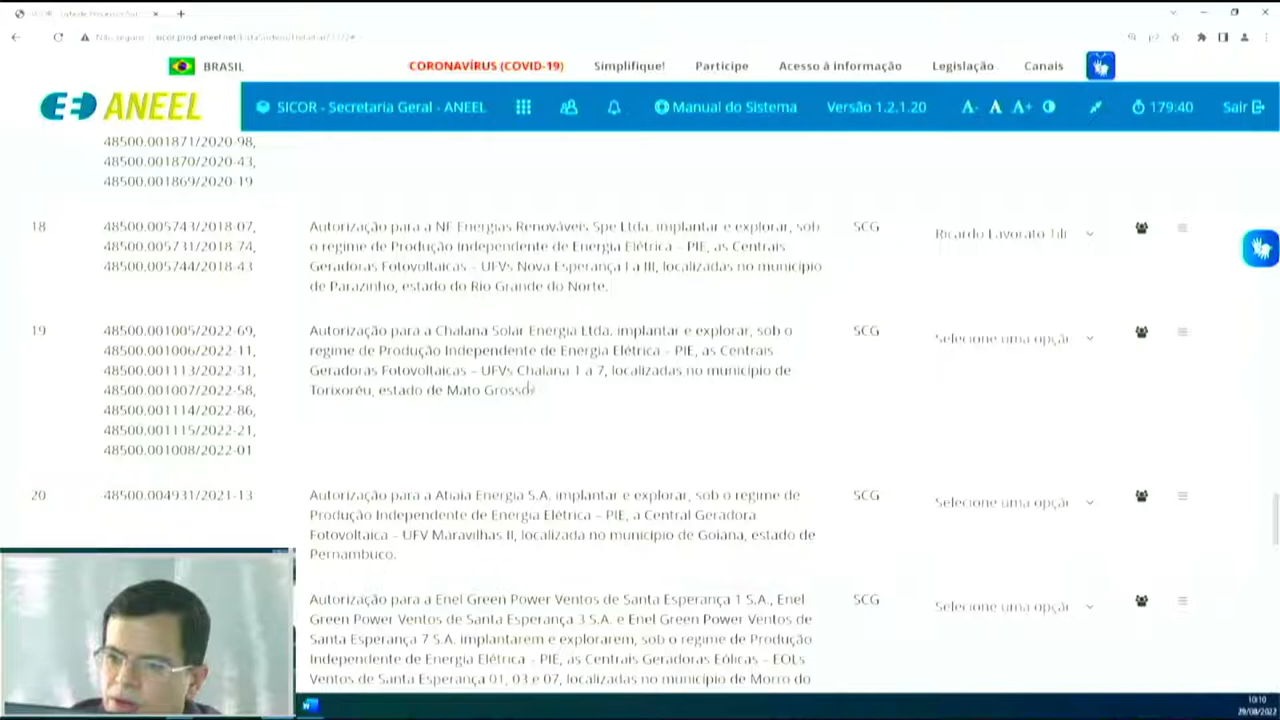 BRASIL
CORONAVÍRUS (COVID-19)
Simplifique!
Participe
Acesso à informação
Legislação
Canais
ANEEL
SICOR - Secretaria Geral - ANEEL
Manual do Sistema
Versão 1.2.1.20
A-
A
A+
179:40
Sair
48500.001871/2020-98,
48500.001870/2020-43,
48500.001869/2020-19
18
48500.005743/2018-07,
48500.005731/2018-74,
48500.005744/2018-43
Autorização para a NF Energias Renováveis Spe Ltda. implantar e explorar, sob
o regime de Produção Independente de Energia Elétrica – PIE, as Centrais
Geradoras Fotovoltaicas – UFVs Nova Esperança I a III, localizadas no município
de Parazinho, estado do Rio Grande do Norte.
SCG
Ricardo Lavorato Tili
19
48500.001005/2022-69,
48500.001006/2022-11,
48500.001113/2022-31,
48500.001007/2022-58,
48500.001114/2022-86,
48500.001115/2022-21,
48500.001008/2022-01
Autorização para a Chalana Solar Energia Ltda. implantar e explorar, sob o
regime de Produção Independente de Energia Elétrica – PIE, as Centrais
Geradoras Fotovoltaicas – UFVs Chalana 1 a 7, localizadas no município de
Torixoréu, estado de Mato Grosso.
SCG
Selecione uma opçã
20
48500.004931/2021-13
Autorização para a Atiaia Energia S.A. implantar e explorar, sob o regime de
Produção Independente de Energia Elétrica – PIE, a Central Geradora
Fotovoltaica – UFV Maravilhas II, localizada no município de Goiana, estado de
Pernambuco.
SCG
Selecione uma opçã
Autorização para a Enel Green Power Ventos de Santa Esperança 1 S.A., Enel
Green Power Ventos de Santa Esperança 3 S.A. e Enel Green Power Ventos de
Santa Esperança 7 S.A. implantarem e explorarem, sob o regime de Produção
Independente de Energia Elétrica – PIE, as Centrais Geradoras Eólicas – EOLs
Ventos de Santa Esperança 01, 03 e 07, localizadas no município de Morro do
SCG
Selecione uma opçã
10:10
29/08/2022